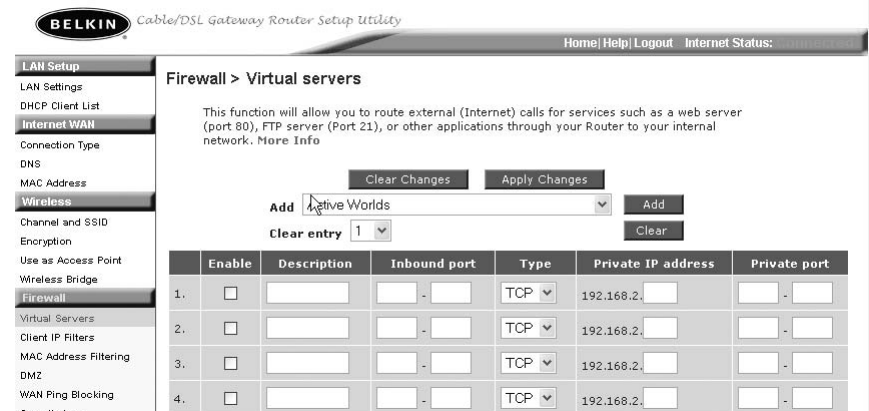 BELKIN
Cable/DSL Gateway Router Setup Utility
Home| Help| Logout Internet Status: Connected
LAN Setup
LAN Settings
DHCP Client List
Internet WAN
Connection Type
DNS
MAC Address
Wireless
Channel and SSID
Encryption
Use as Access Point
Wireless Bridge
Firewall
Virtual Servers
Client IP Filters
MAC Address Filtering
DMZ
WAN Ping Blocking
Firewall > Virtual servers
This function will allow you to route external (Internet) calls for services such as a web server
(port 80), FTP server (Port 21), or other applications through your Router to your internal
network. More Info
Clear Changes Apply Changes
Add Active Worlds Add
Clear entry 1 Clear
Enable Description Inbound port Type Private IP address Private port
1. - TCP 192.168.2. -
2. - TCP 192.168.2. -
3. - TCP 192.168.2. -
4. - TCP 192.168.2. -